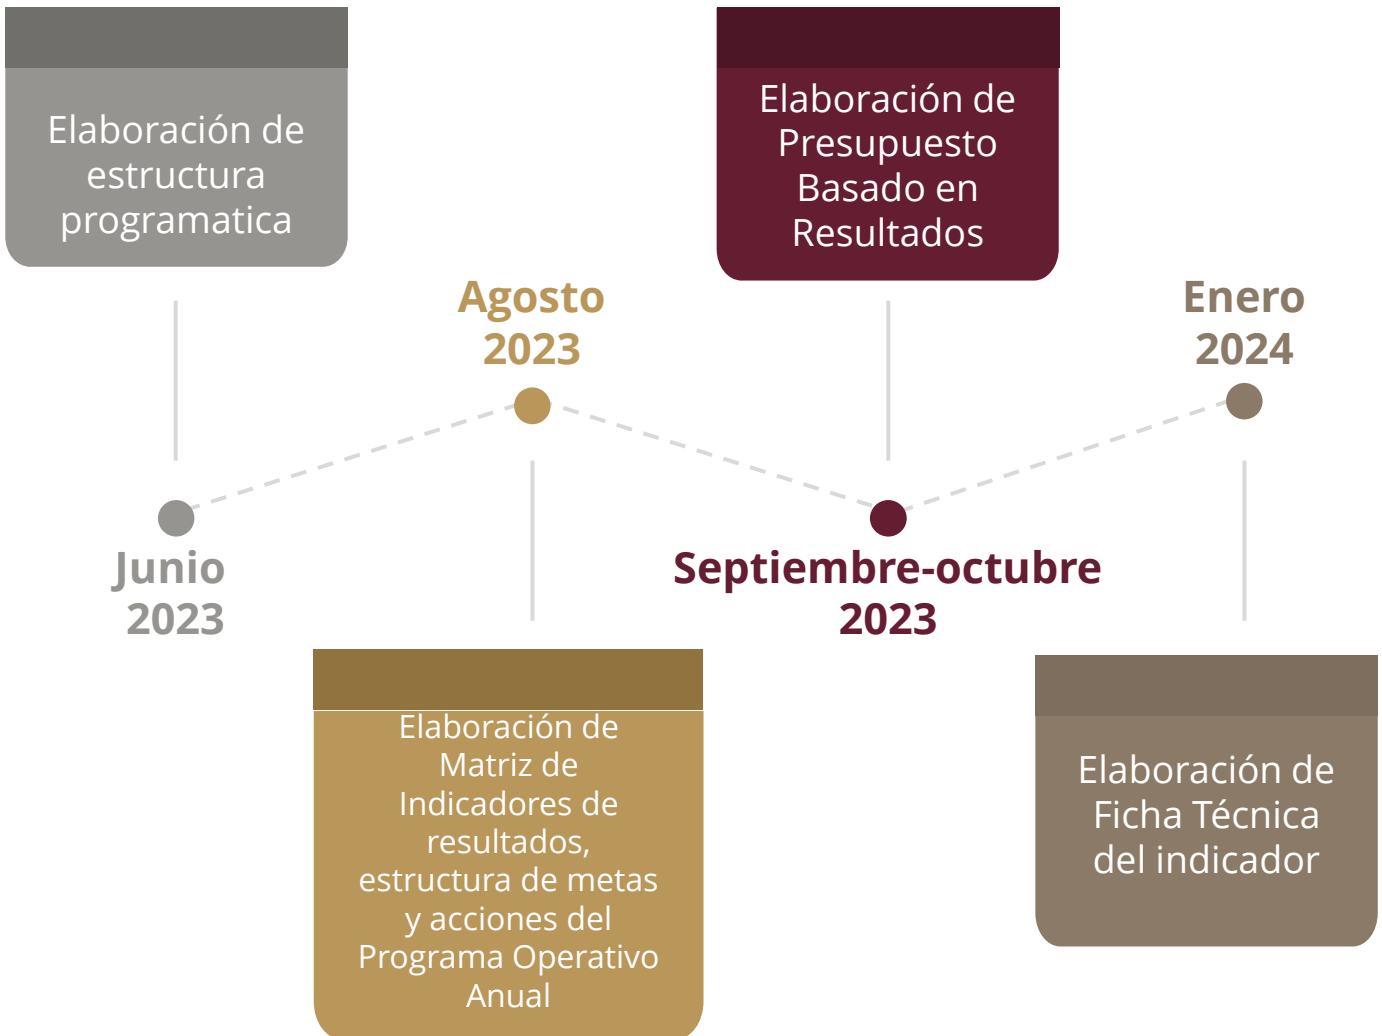 Elaboración de
estructura
programatica
Junio
2023
Agosto
2023
Elaboración de
Matriz de
Indicadores de
resultados,
estructura de metas
y acciones del
Programa Operativo
Anual
Elaboración de
Presupuesto
Basado en
Resultados
Septiembre-octubre
2023
Enero
2024
Elaboración de
Ficha Técnica
del indicador